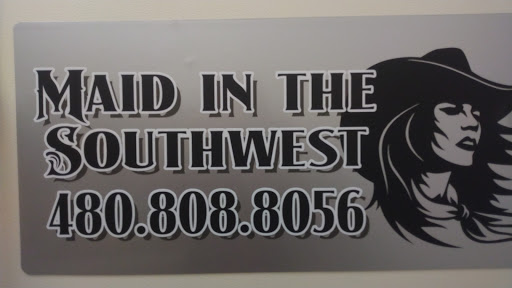 MAID IN THE
SOUTHWEST
480.808.8056